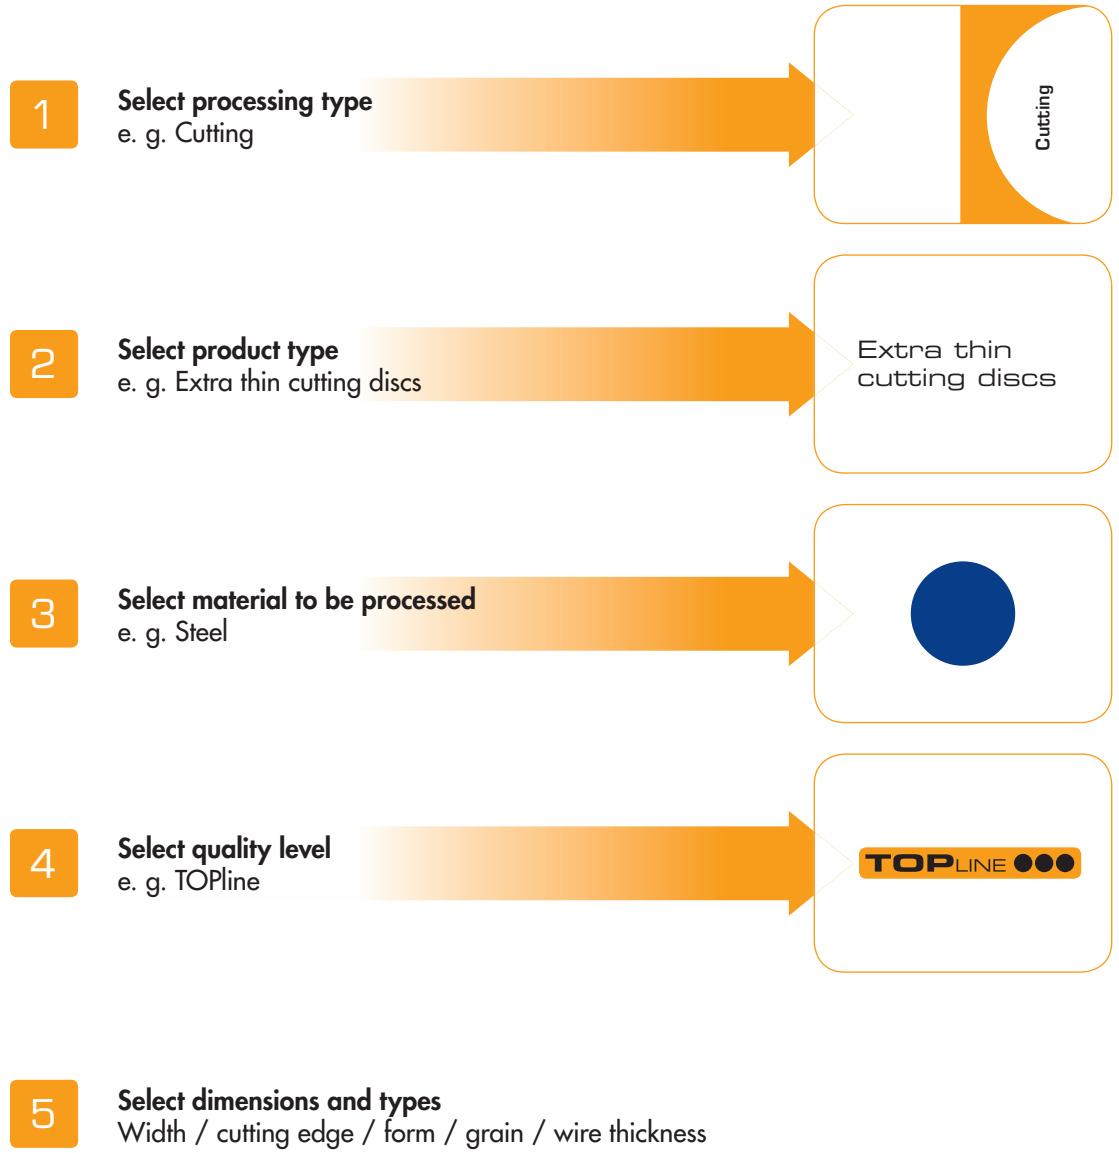 1
Select processing type
e. g. Cutting
Cutting
2
Select product type
e. g. Extra thin cutting discs
Extra thin
cutting discs
3
Select material to be processed
e. g. Steel
4
Select quality level
e. g. TOPline
TOPLINE
5
Select dimensions and types
Width / cutting edge / form / grain / wire thickness